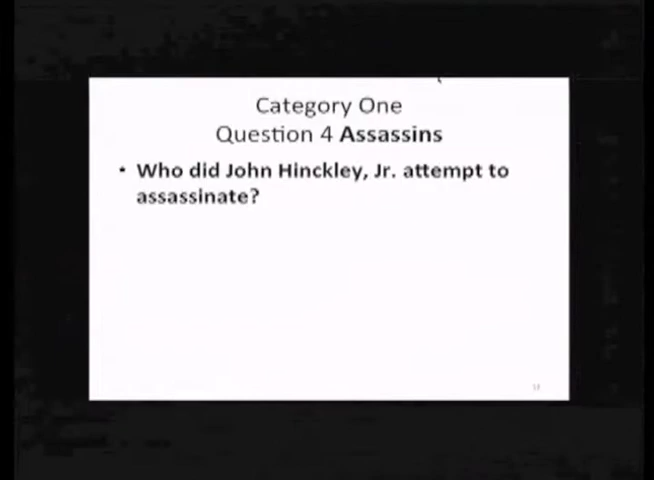 Category One
Question 4 Assassins
• Who did John Hinckley, Jr. attempt to
assassinate?